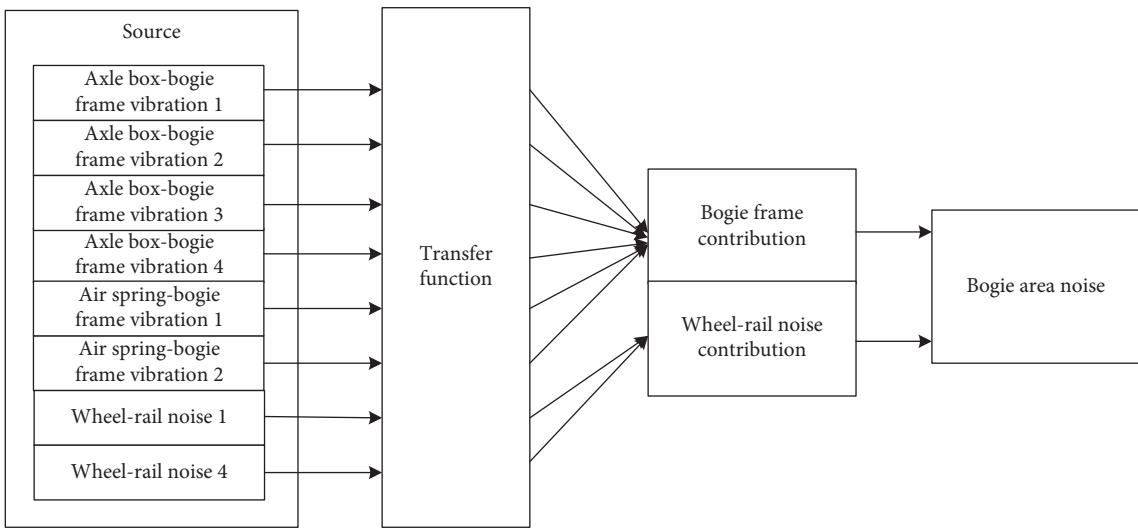 Source
Axle box-bogie
frame vibration 1
Axle box-bogie
frame vibration 2
Axle box-bogie
frame vibration 3
Axle box-bogie
frame vibration 4
Air spring-bogie
frame vibration 1
Air spring-bogie
frame vibration 2
Wheel-rail noise 1
Wheel-rail noise 4
Transfer
function
Bogie frame
contribution
Wheel-rail noise
contribution
Bogie area noise